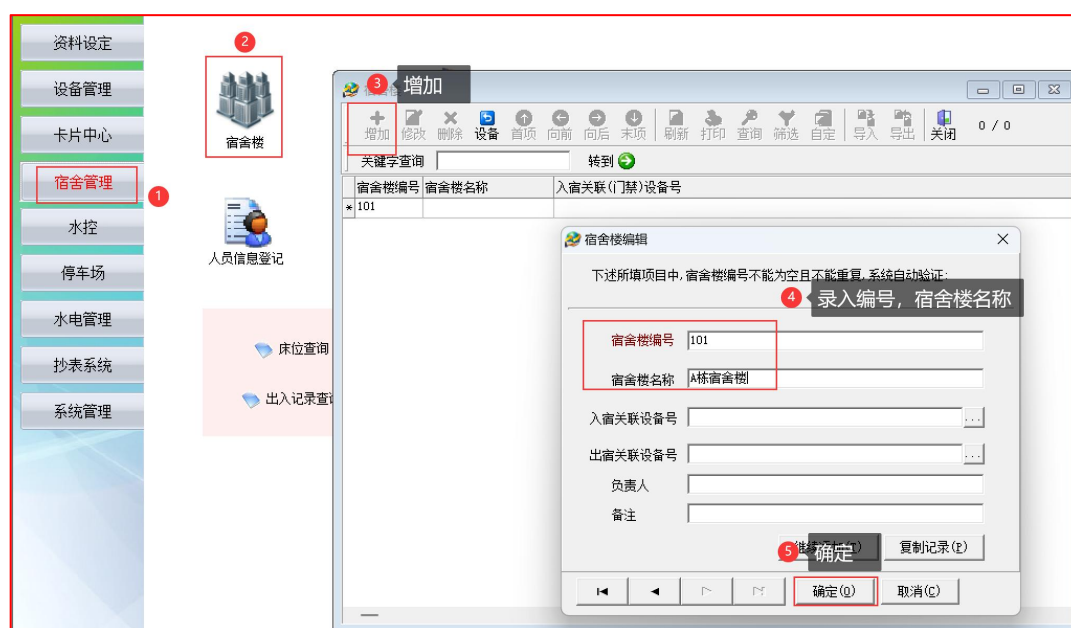 资料设定
设备管理
卡片中心
宿舍管理
1
水控
停车场
水电管理
抄表系统
系统管理
2
宿舍楼
人员信息登记
床位查询
出入记录查
3
增加
增加 修改 删除 设备 首项 向前 向后 末项 刷新 打印 查询 筛选 自定 导入 导出 关闭 0 / 0
关键字查询 转到
宿舍楼编号 宿舍楼名称 入宿关联(门禁)设备号
* 101
宿舍楼编辑
下述所填项目中,宿舍楼编号不能为空且不能重复,系统自动验证:
4 录入编号，宿舍楼名称
宿舍楼编号 101
宿舍楼名称 A栋宿舍楼
入宿关联设备号 ...
出宿关联设备号 ...
负责人
备注
5 确定
复制记录(P)
确定(O) 取消(C)